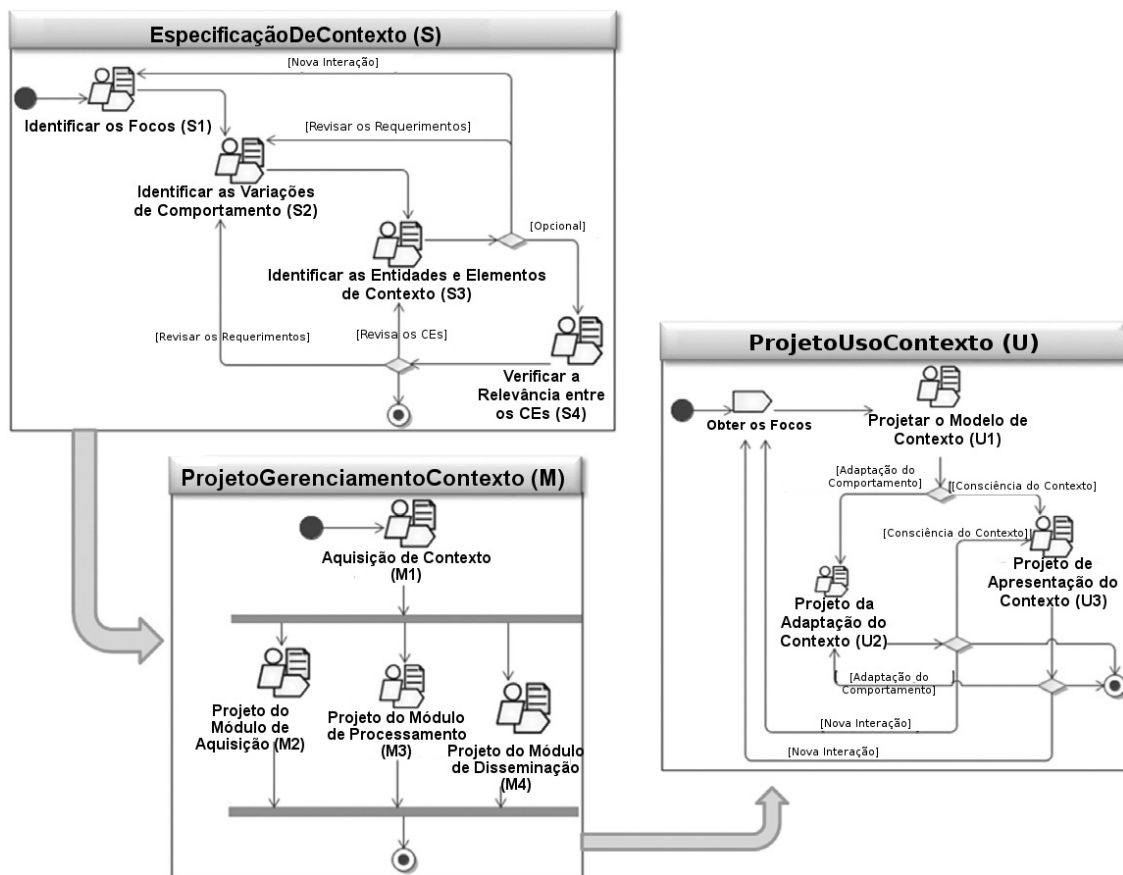 EspecificaçãoDeContexto (S)
[Nova Interação]
Identificar os Focos (S1)
[Revisar os Requerimentos]
Identificar as Variações
de Comportamento (S2)
[Opcional]
Identificar as Entidades e Elementos
de Contexto (S3)
[Revisar os Requerimentos]
[Revisa os CEs]
Verificar a
Relevância entre
os CEs (S4)
ProjetoGerenciamentoContexto (M)
Aquisição de Contexto
(M1)
Projeto do
Módulo de
Aquisição (M2)
Projeto do Módulo
de Processamento
(M3)
Projeto do Módulo
de Disseminação
(M4)
ProjetoUsoContexto (U)
Obter os Focos
Projetar o Modelo de
Contexto (U1)
[Adaptação do
Comportamento]
[[Consciência do Contexto]
[Consciência do Contexto]]
Projeto de
Apresentação do
Contexto (U3)
Projeto da
Adaptação do
Contexto (U2)
[Adaptação do
Comportamento]
[Nova Interação]
[Nova Interação]